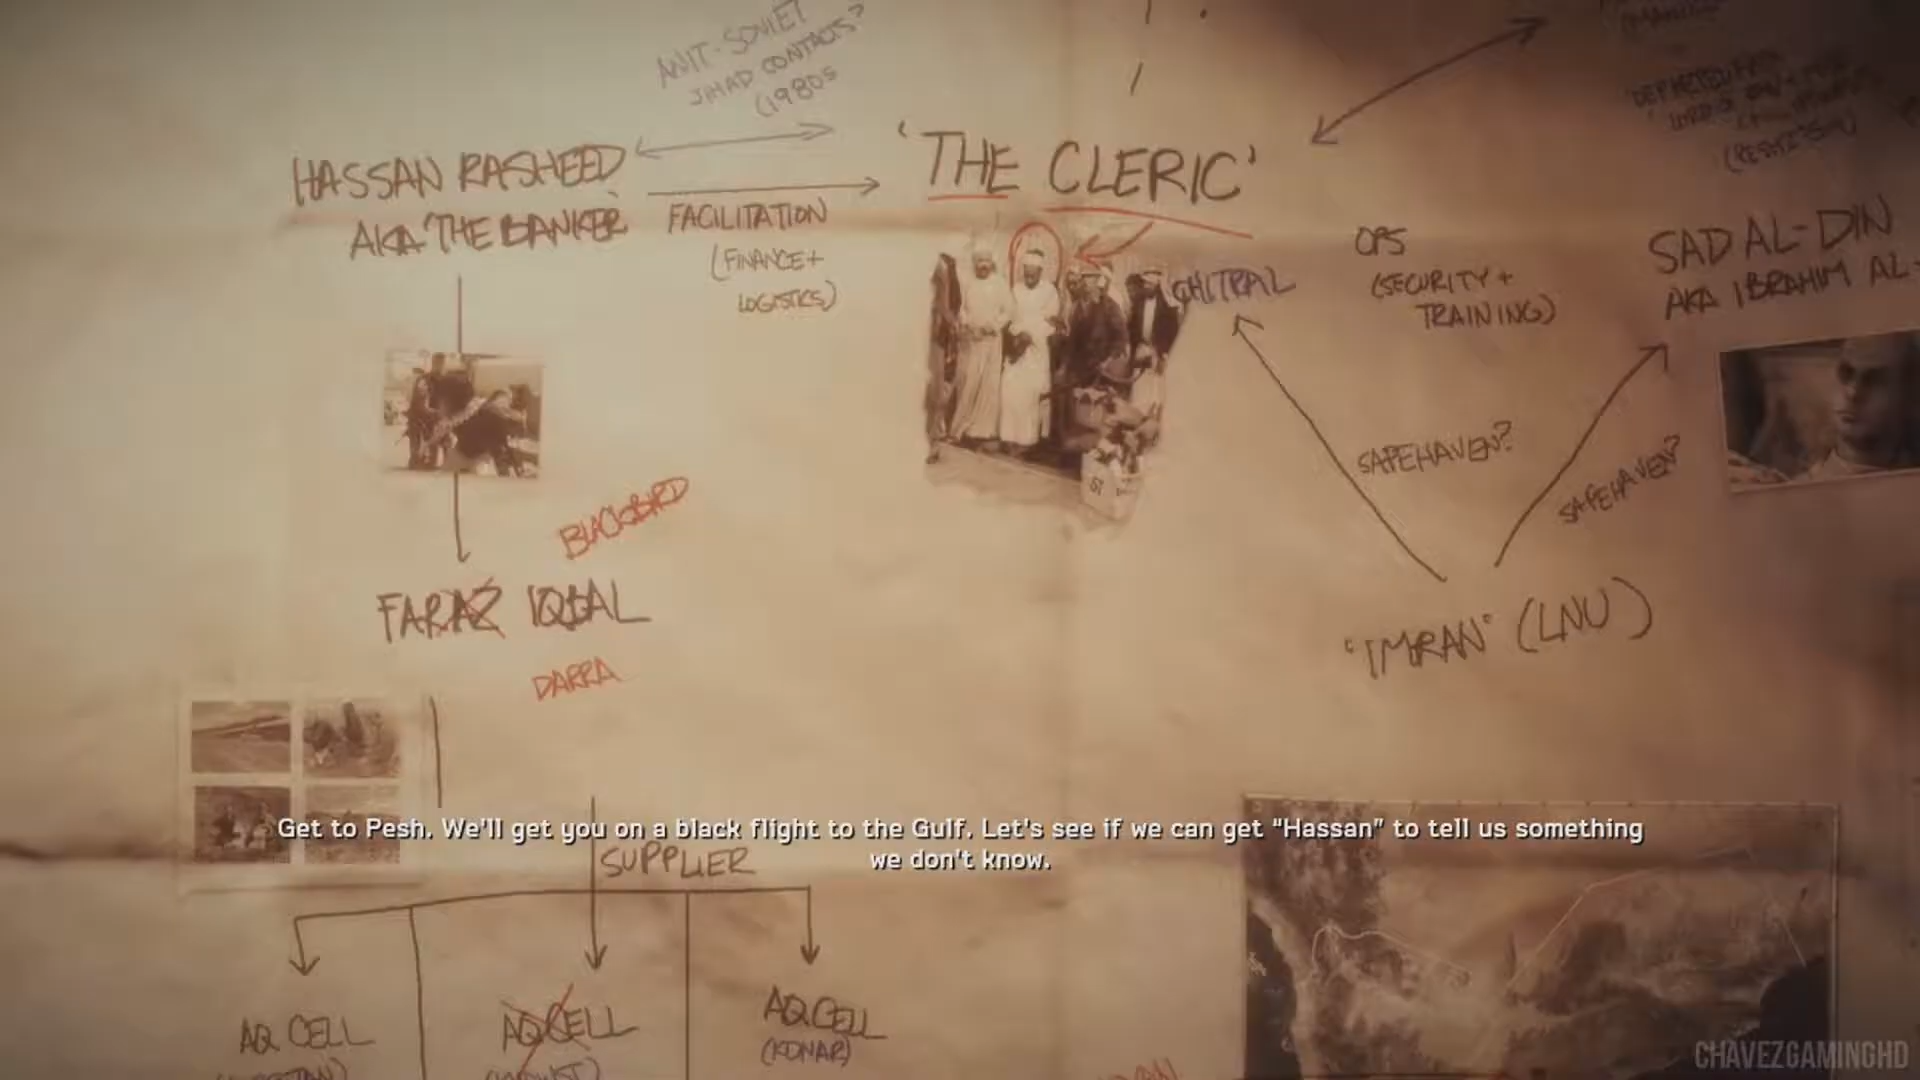 ANIT-SOVIET
JIHAD CONTACTS?
(1980s
HASSAN RASHEED
AKA 'THE BANKER'
FACILITATION
(FINANCE+
LOGISTICS)
'THE CLERIC'
CHITRAL
OPS
(SECURITY +
TRAINING)
SAD AL-DIN
AKA IBRAHIM AL-
SAFEHAVEN?
SAFEHAVEN?
"IMRAN" (LNU)
BLACKBIRD
FARAZ IQBAL
DARRA
Get to Pesh. We'll get you on a black flight to the Gulf. Let's see if we can get "Hassan" to tell us something
we don't know.
SUPPLIER
AQ CELL
AQ CELL
AQ CELL
(KONAR)
CHAVEZGAMINGHD